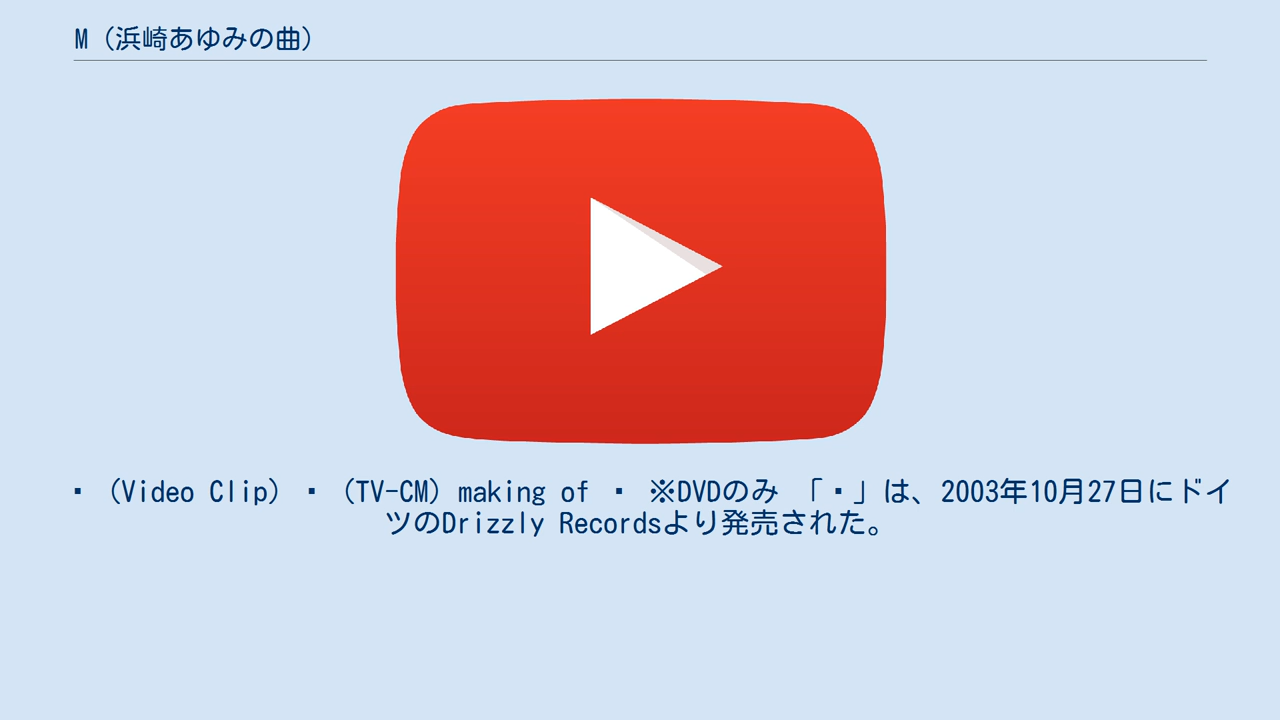 M（浜崎あゆみの曲）
▪ （Video Clip） ▪ （TV-CM）making of ▪ ※DVDのみ 「▪」は、2003年10月27日にドイ
ツのDrizzly Recordsより発売された。